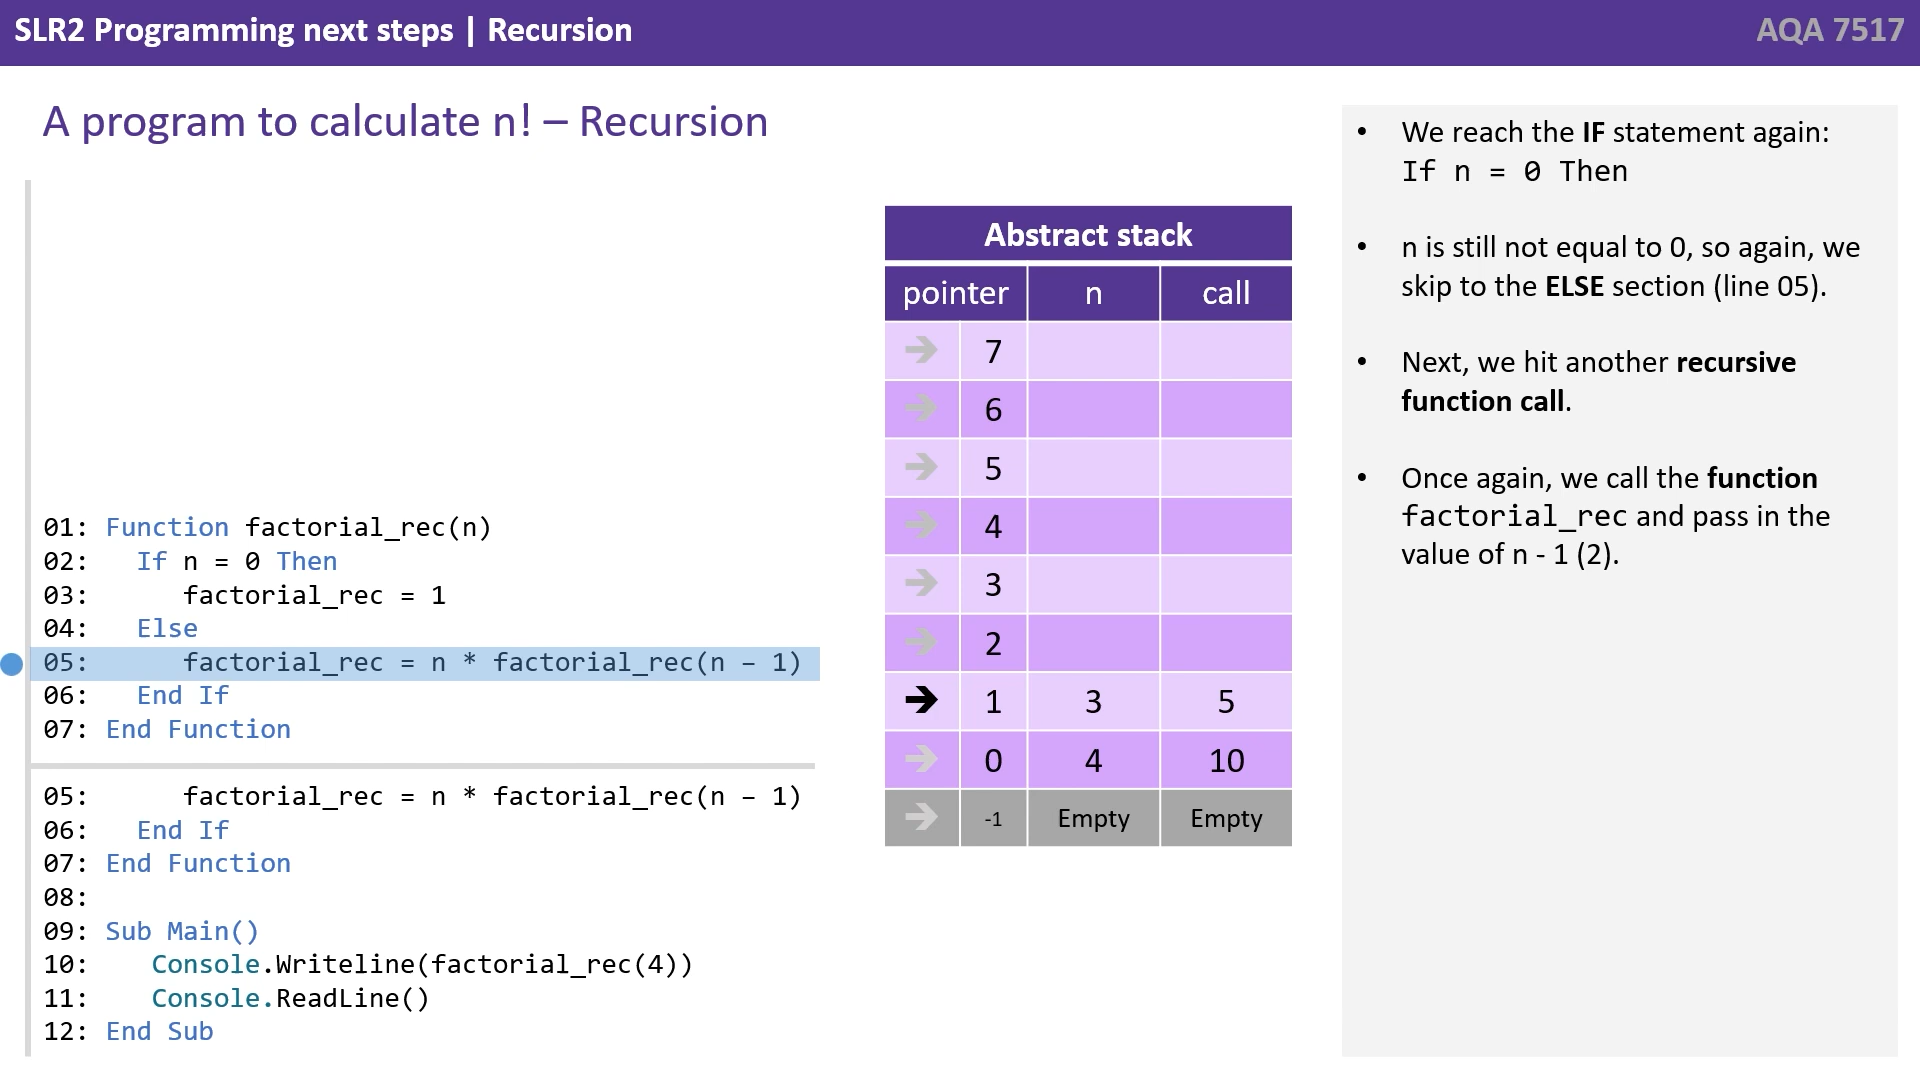 SLR2 Programming next steps | Recursion
AQA 7517
A program to calculate n! – Recursion
01: Function factorial_rec(n)
02:   If n = 0 Then
03:      factorial_rec = 1
04:   Else
05:      factorial_rec = n * factorial_rec(n – 1)
06:   End If
07: End Function
05:      factorial_rec = n * factorial_rec(n – 1)
06:   End If
07: End Function
08:
09: Sub Main()
10:    Console.Writeline(factorial_rec(4))
11:    Console.ReadLine()
12: End Sub
Abstract stack
pointer n call
7
6
5
4
3
2
1 3 5
0 4 10
-1 Empty Empty
• We reach the IF statement again:
If n = 0 Then
• n is still not equal to 0, so again, we
skip to the ELSE section (line 05).
• Next, we hit another recursive
function call.
• Once again, we call the function
factorial_rec and pass in the
value of n - 1 (2).